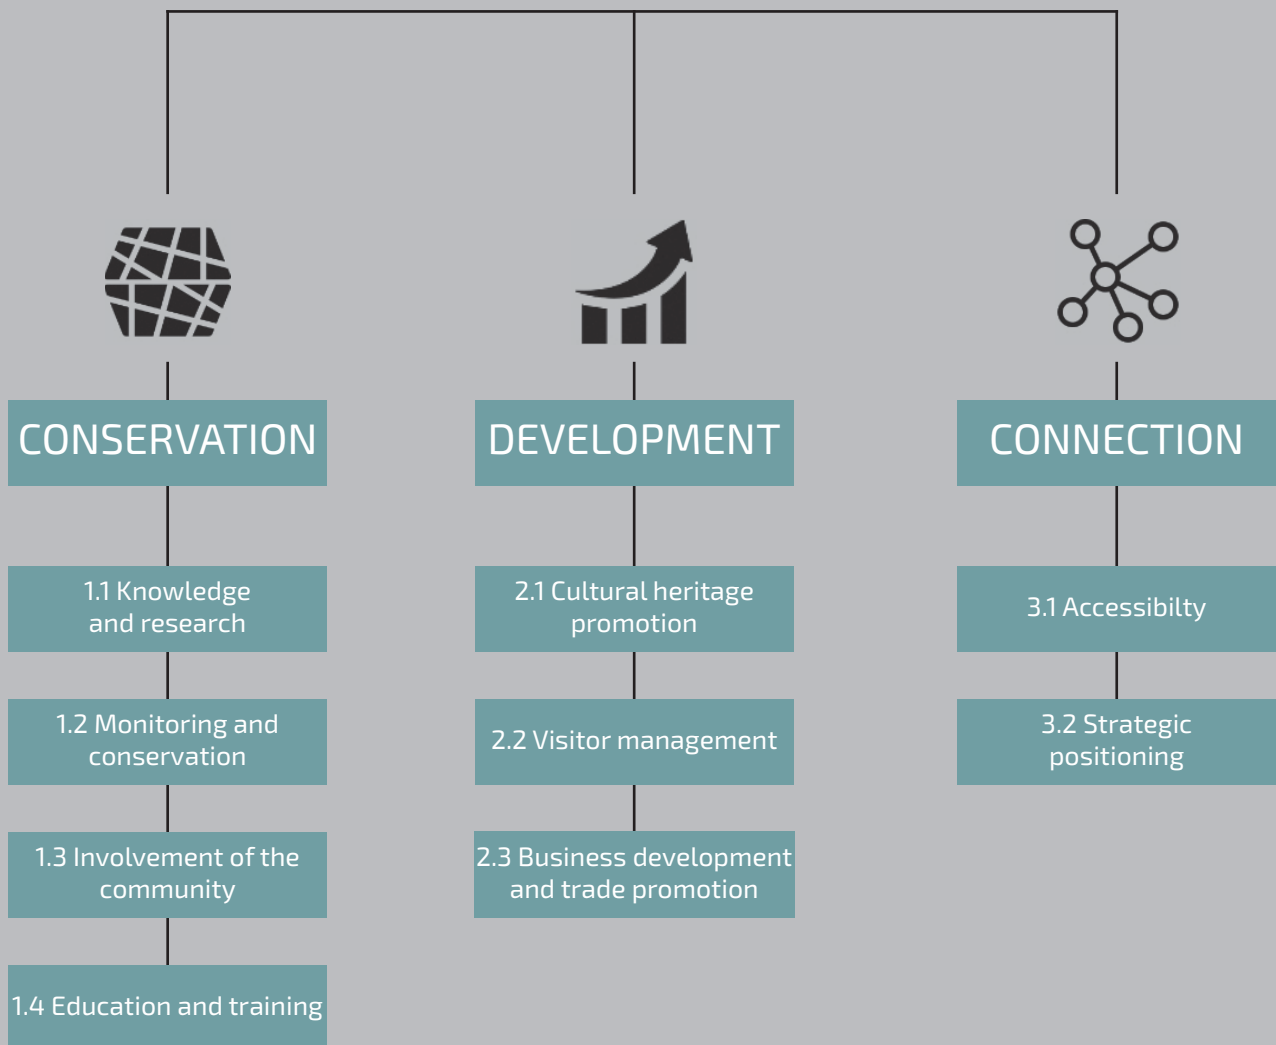 CONSERVATION
1.1 Knowledge
and research
1.2 Monitoring and
conservation
1.3 Involvement of the
community
1.4 Education and training
DEVELOPMENT
2.1 Cultural heritage
promotion
2.2 Visitor management
2.3 Business development
and trade promotion
CONNECTION
3.1 Accessibilty
3.2 Strategic
positioning